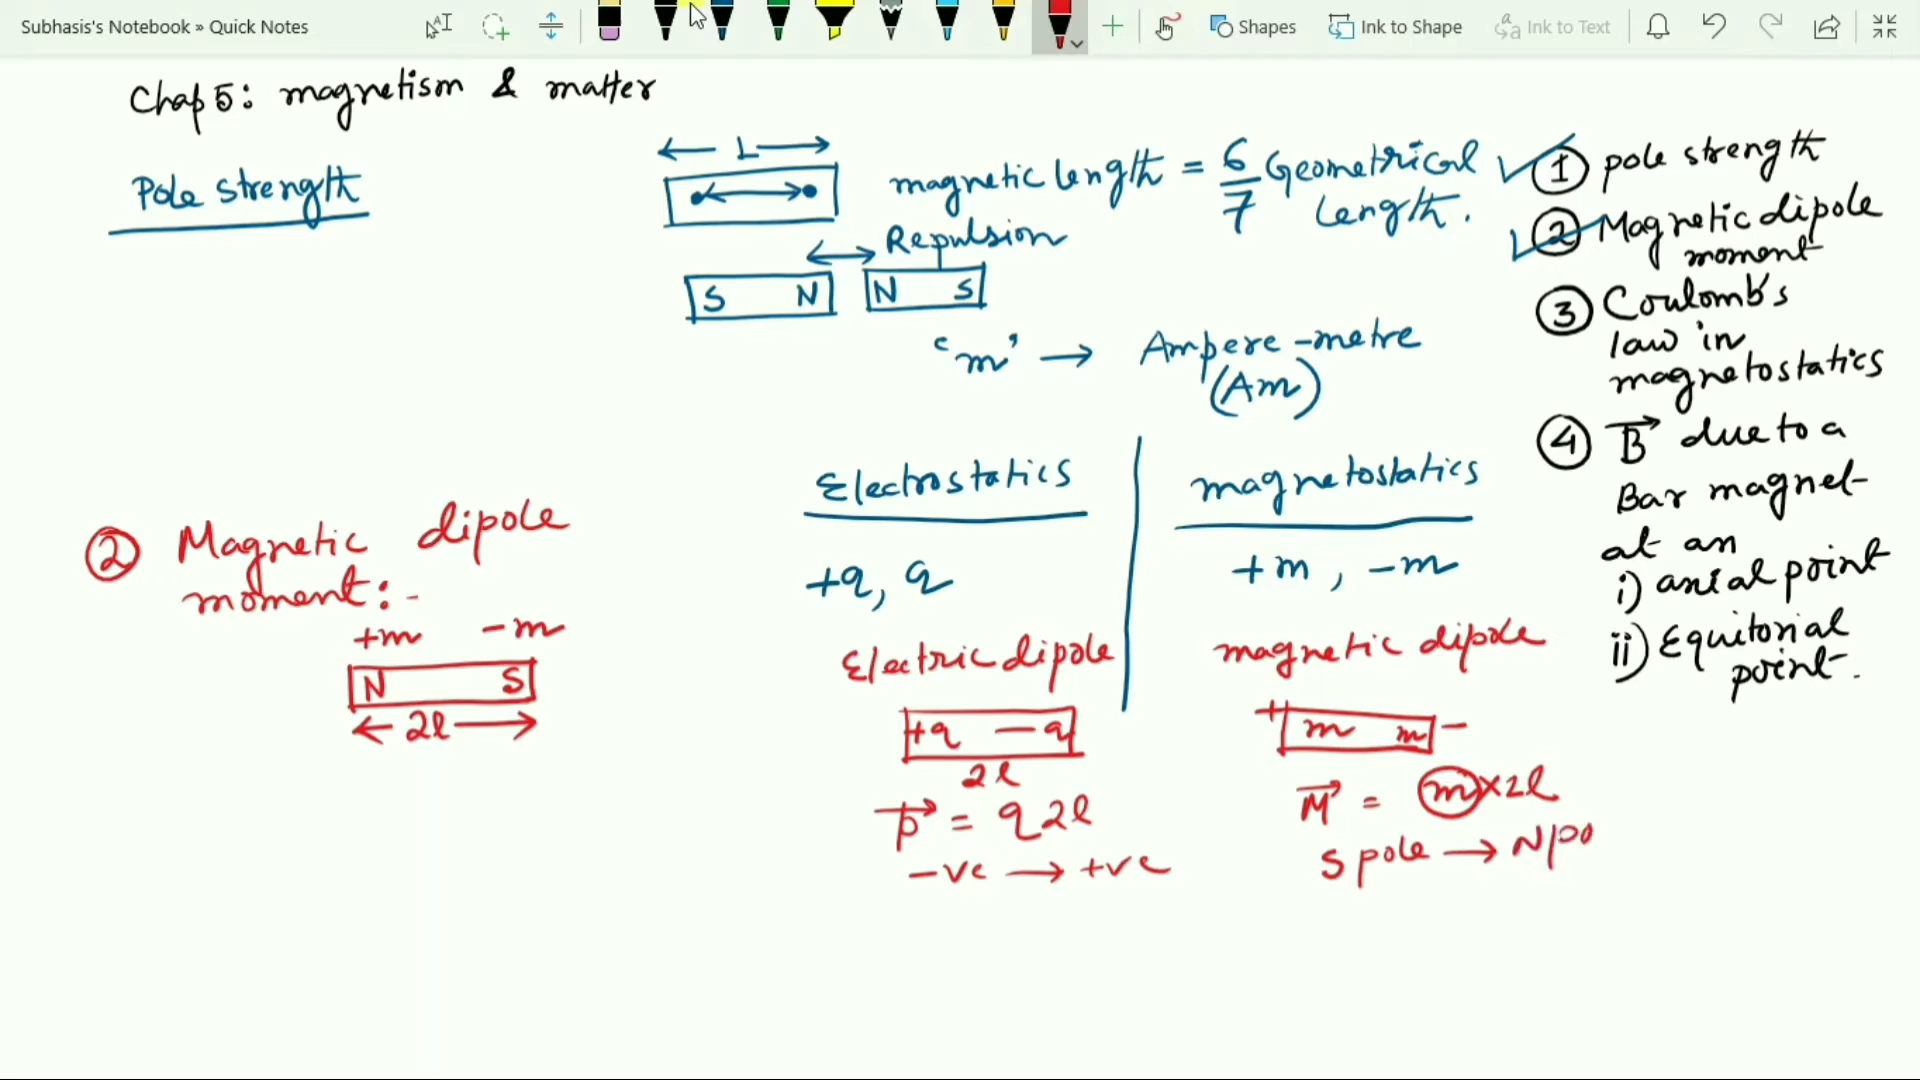 Subhasis's Notebook » Quick Notes
Shapes
Ink to Shape
Ink to Text
Chap 5: magnetism & matter
Pole strength
L
magnetic length = 6/7 Geometrical
length.
Repulsion
S N
N S
'm' → Ampere-metre
(Am)
① pole strength
② Magnetic dipole
moment
③ Coulomb's
law in
magnetostatics
④ B⃗ due to a
Bar magnet
at an
i) axial point
ii) Equitorial
point.
② Magnetic dipole
moment:-
+m -m
N S
2l
Electrostatics
+q, q
Electric dipole
+q -q
2l
p⃗ = q2l
-ve → +ve
magnetostatics
+m, -m
magnetic dipole
+ m m -
M⃗ = m×2l
S pole → N po